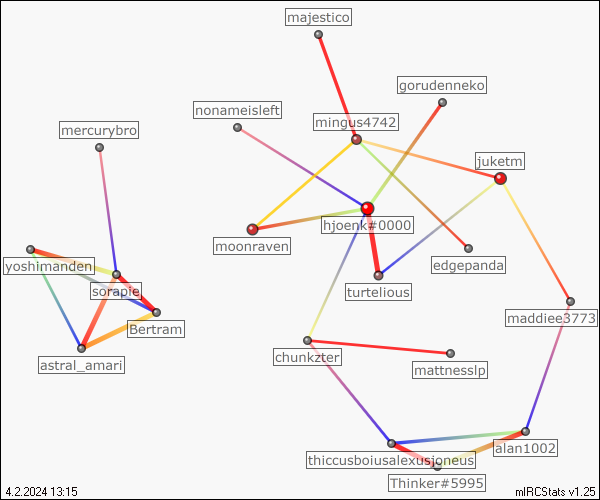 majestico
gorudenneko
nonameisleft
mingus4742
mercurybro
juketm
hjoenk#0000
moonraven
edgepanda
yoshimanden
sorapie
turtelious
maddiee3773
Bertram
astral_amari
chunkzter
mattnesslp
alan1002
thiccusboiusalexusjoneus
Thinker#5995
4.2.2024 13:15
mIRCStats v1.25